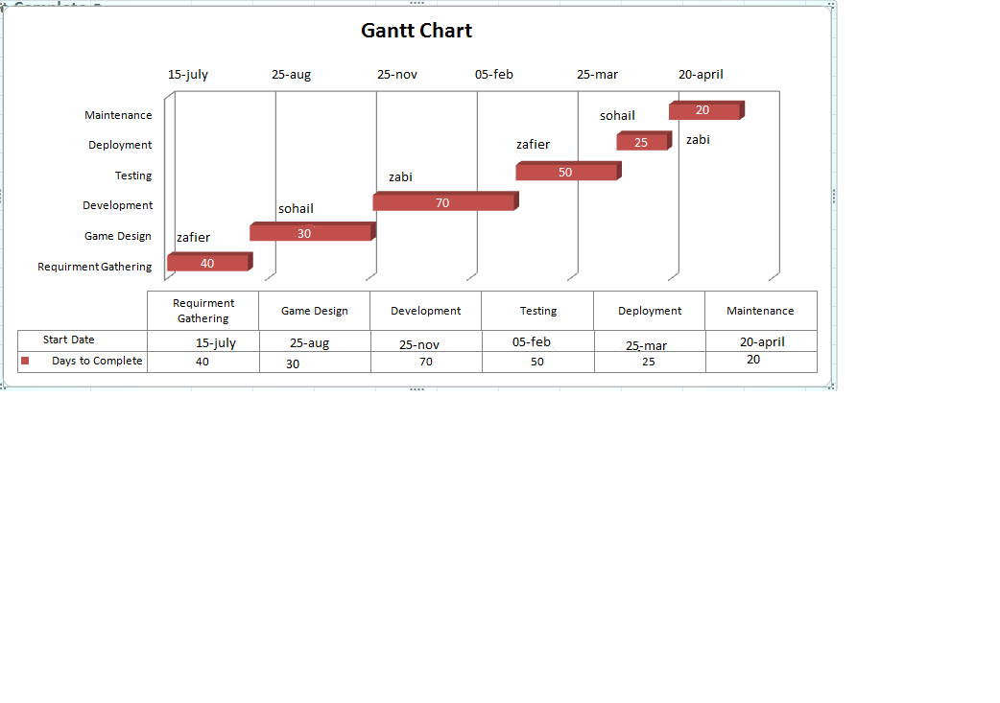 Gantt Chart
15-july 25-aug 25-nov 05-feb 25-mar 20-april
Maintenance 20
sohail
Deployment 25 zabi
zafier
Testing 50
zabi
Development 70
sohail
Game Design zafier 30
Requirment Gathering 40
Requirment Gathering Game Design Development Testing Deployment Maintenance
Start Date 15-july 25-aug 25-nov 05-feb 25-mar 20-april
Days to Complete 40 30 70 50 25 20